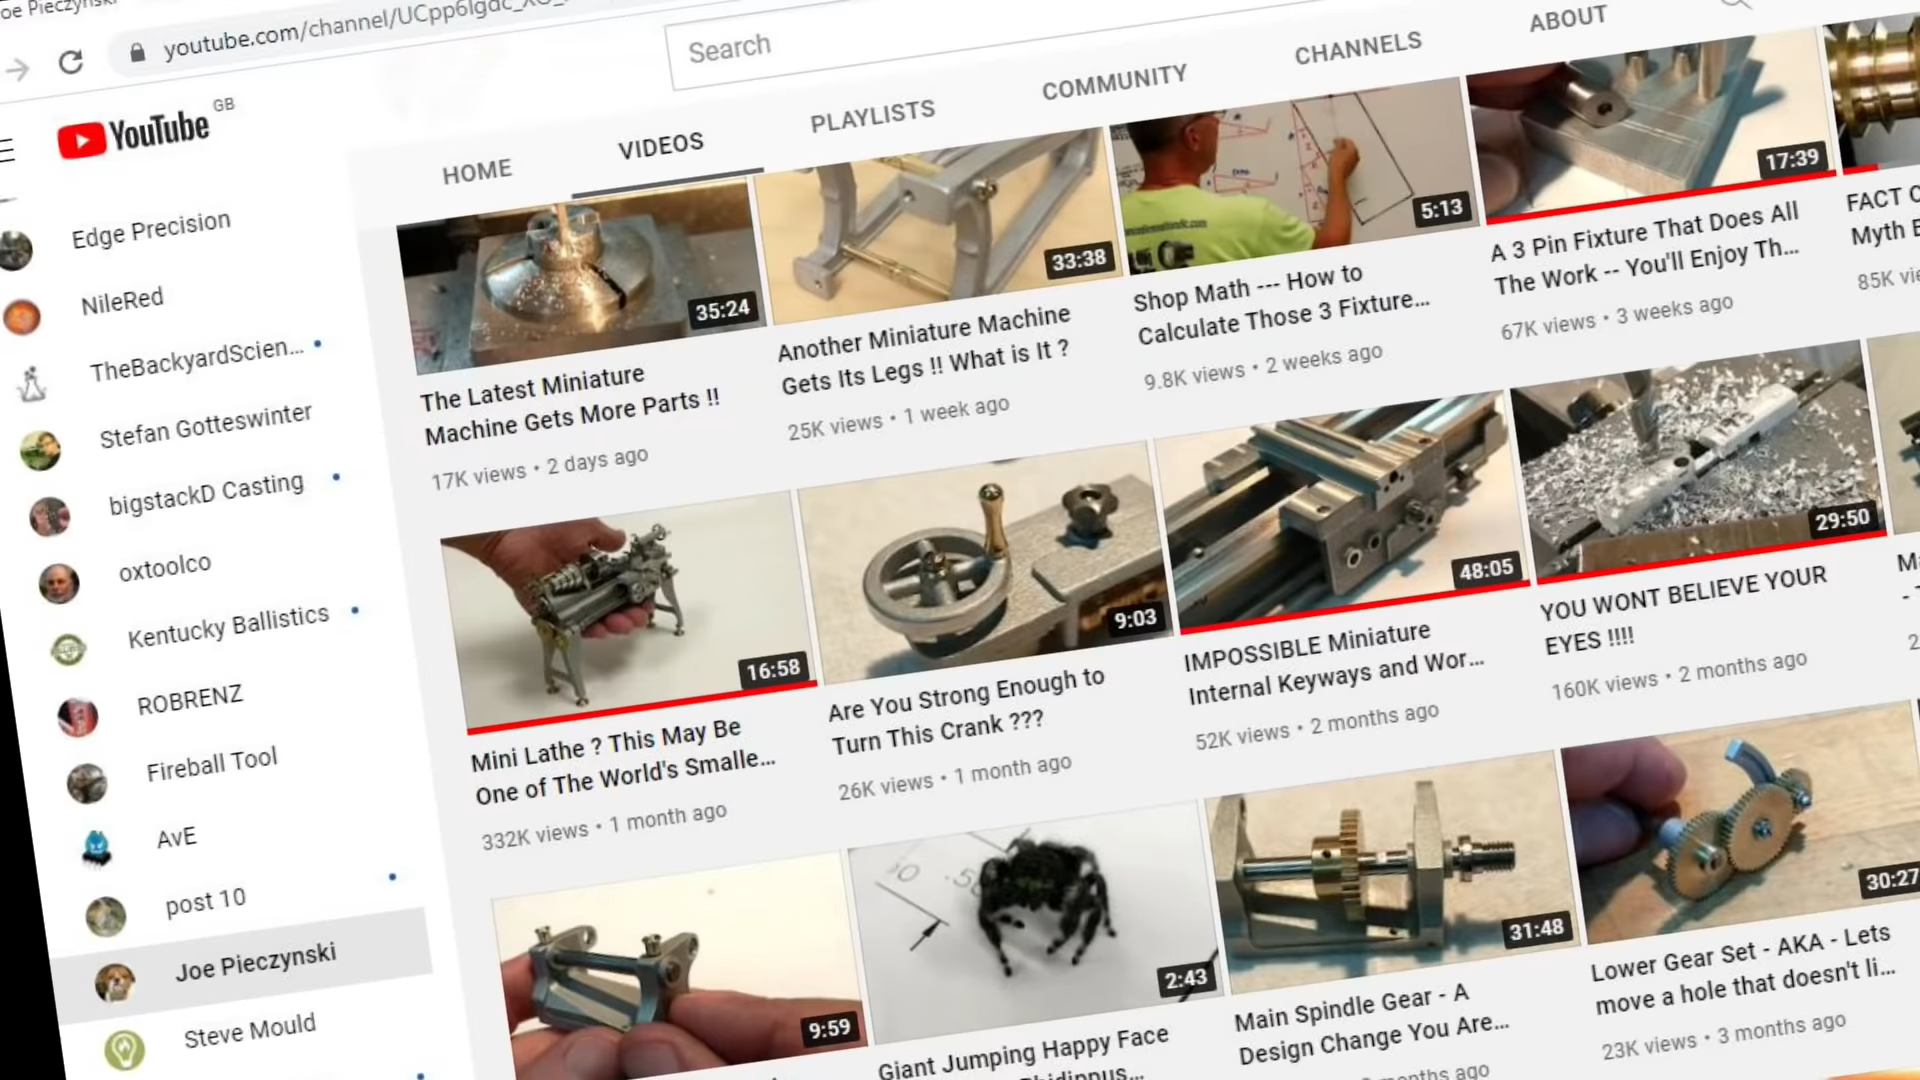 oe Pieczynski
youtube.com/channel/UCpp6lgdc_XO_
Search
YouTube GB
HOME
VIDEOS
PLAYLISTS
COMMUNITY
CHANNELS
ABOUT
Edge Precision
NileRed
TheBackyardScien...
Stefan Gotteswinter
bigstackD Casting
oxtoolco
Kentucky Ballistics
ROBRENZ
Fireball Tool
AvE
post 10
Joe Pieczynski
Steve Mould
35:24
The Latest Miniature
Machine Gets More Parts !!
17K views • 2 days ago
33:38
Another Miniature Machine
Gets Its Legs !! What is It ?
25K views • 1 week ago
5:13
Shop Math --- How to
Calculate Those 3 Fixture...
9.8K views • 2 weeks ago
17:39
A 3 Pin Fixture That Does All
The Work -- You'll Enjoy Th...
67K views • 3 weeks ago
FACT
Myth
85K
16:58
Mini Lathe ? This May Be
One of The World's Smalle...
332K views • 1 month ago
9:03
Are You Strong Enough to
Turn This Crank ???
26K views • 1 month ago
48:05
IMPOSSIBLE Miniature
Internal Keyways and Wor...
52K views • 2 months ago
29:50
YOU WONT BELIEVE YOUR
EYES !!!!
160K views • 2 months ago
9:59
2:43
Giant Jumping Happy Face
31:48
Main Spindle Gear - A
Design Change You Are...
months ago
30:27
Lower Gear Set - AKA - Lets
move a hole that doesn't li...
23K views • 3 months ago